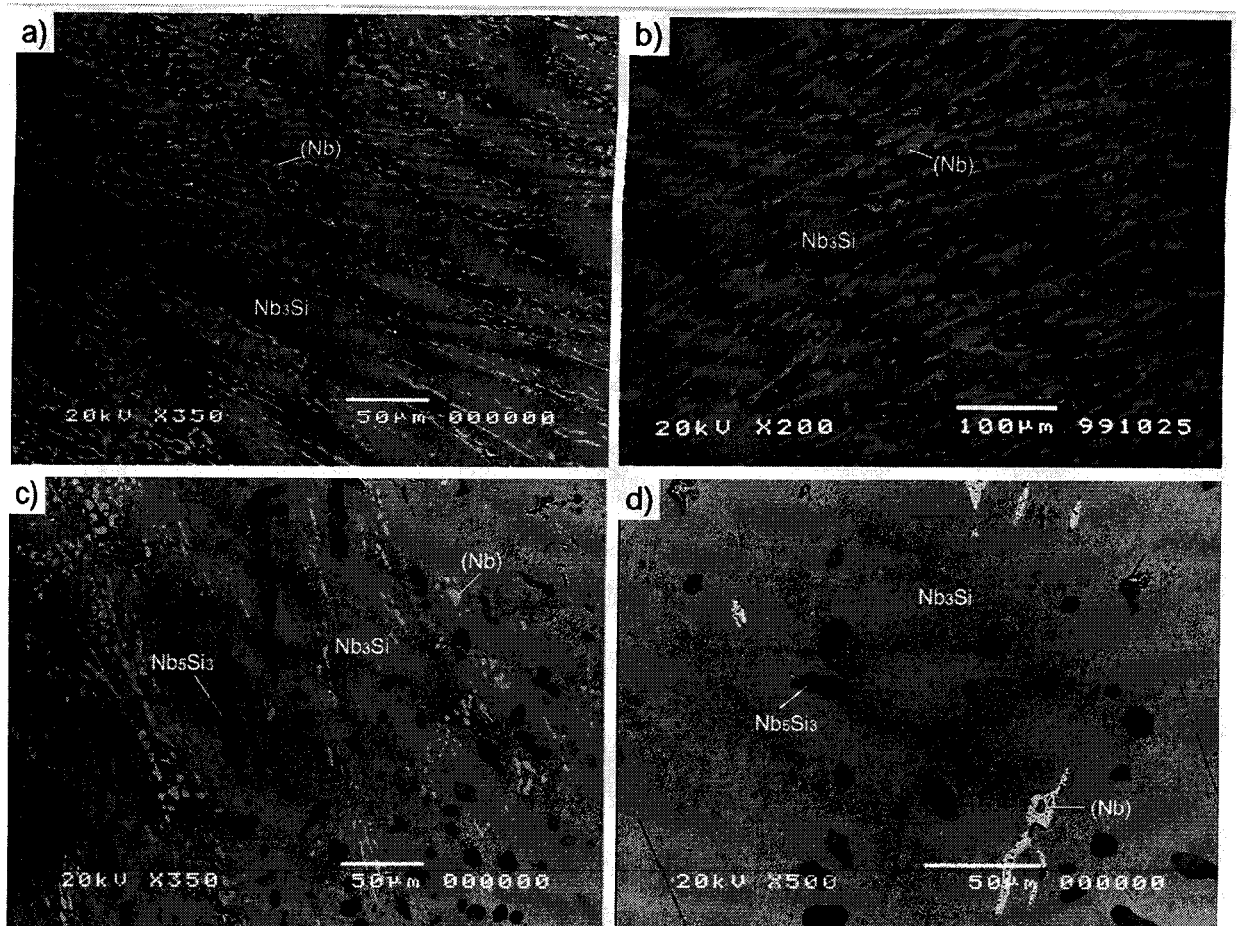 a)
(Nb)
Nb₃Si
20kV X350 50µm 000000
b)
(Nb)
Nb₃Si
20kV X200 100µm 991025
c)
(Nb)
Nb₃Si
Nb₅Si₃
20kV X350 50µm 000000
d)
Nb₃Si
Nb₅Si₃
(Nb)
20kV X500 50µm 000000